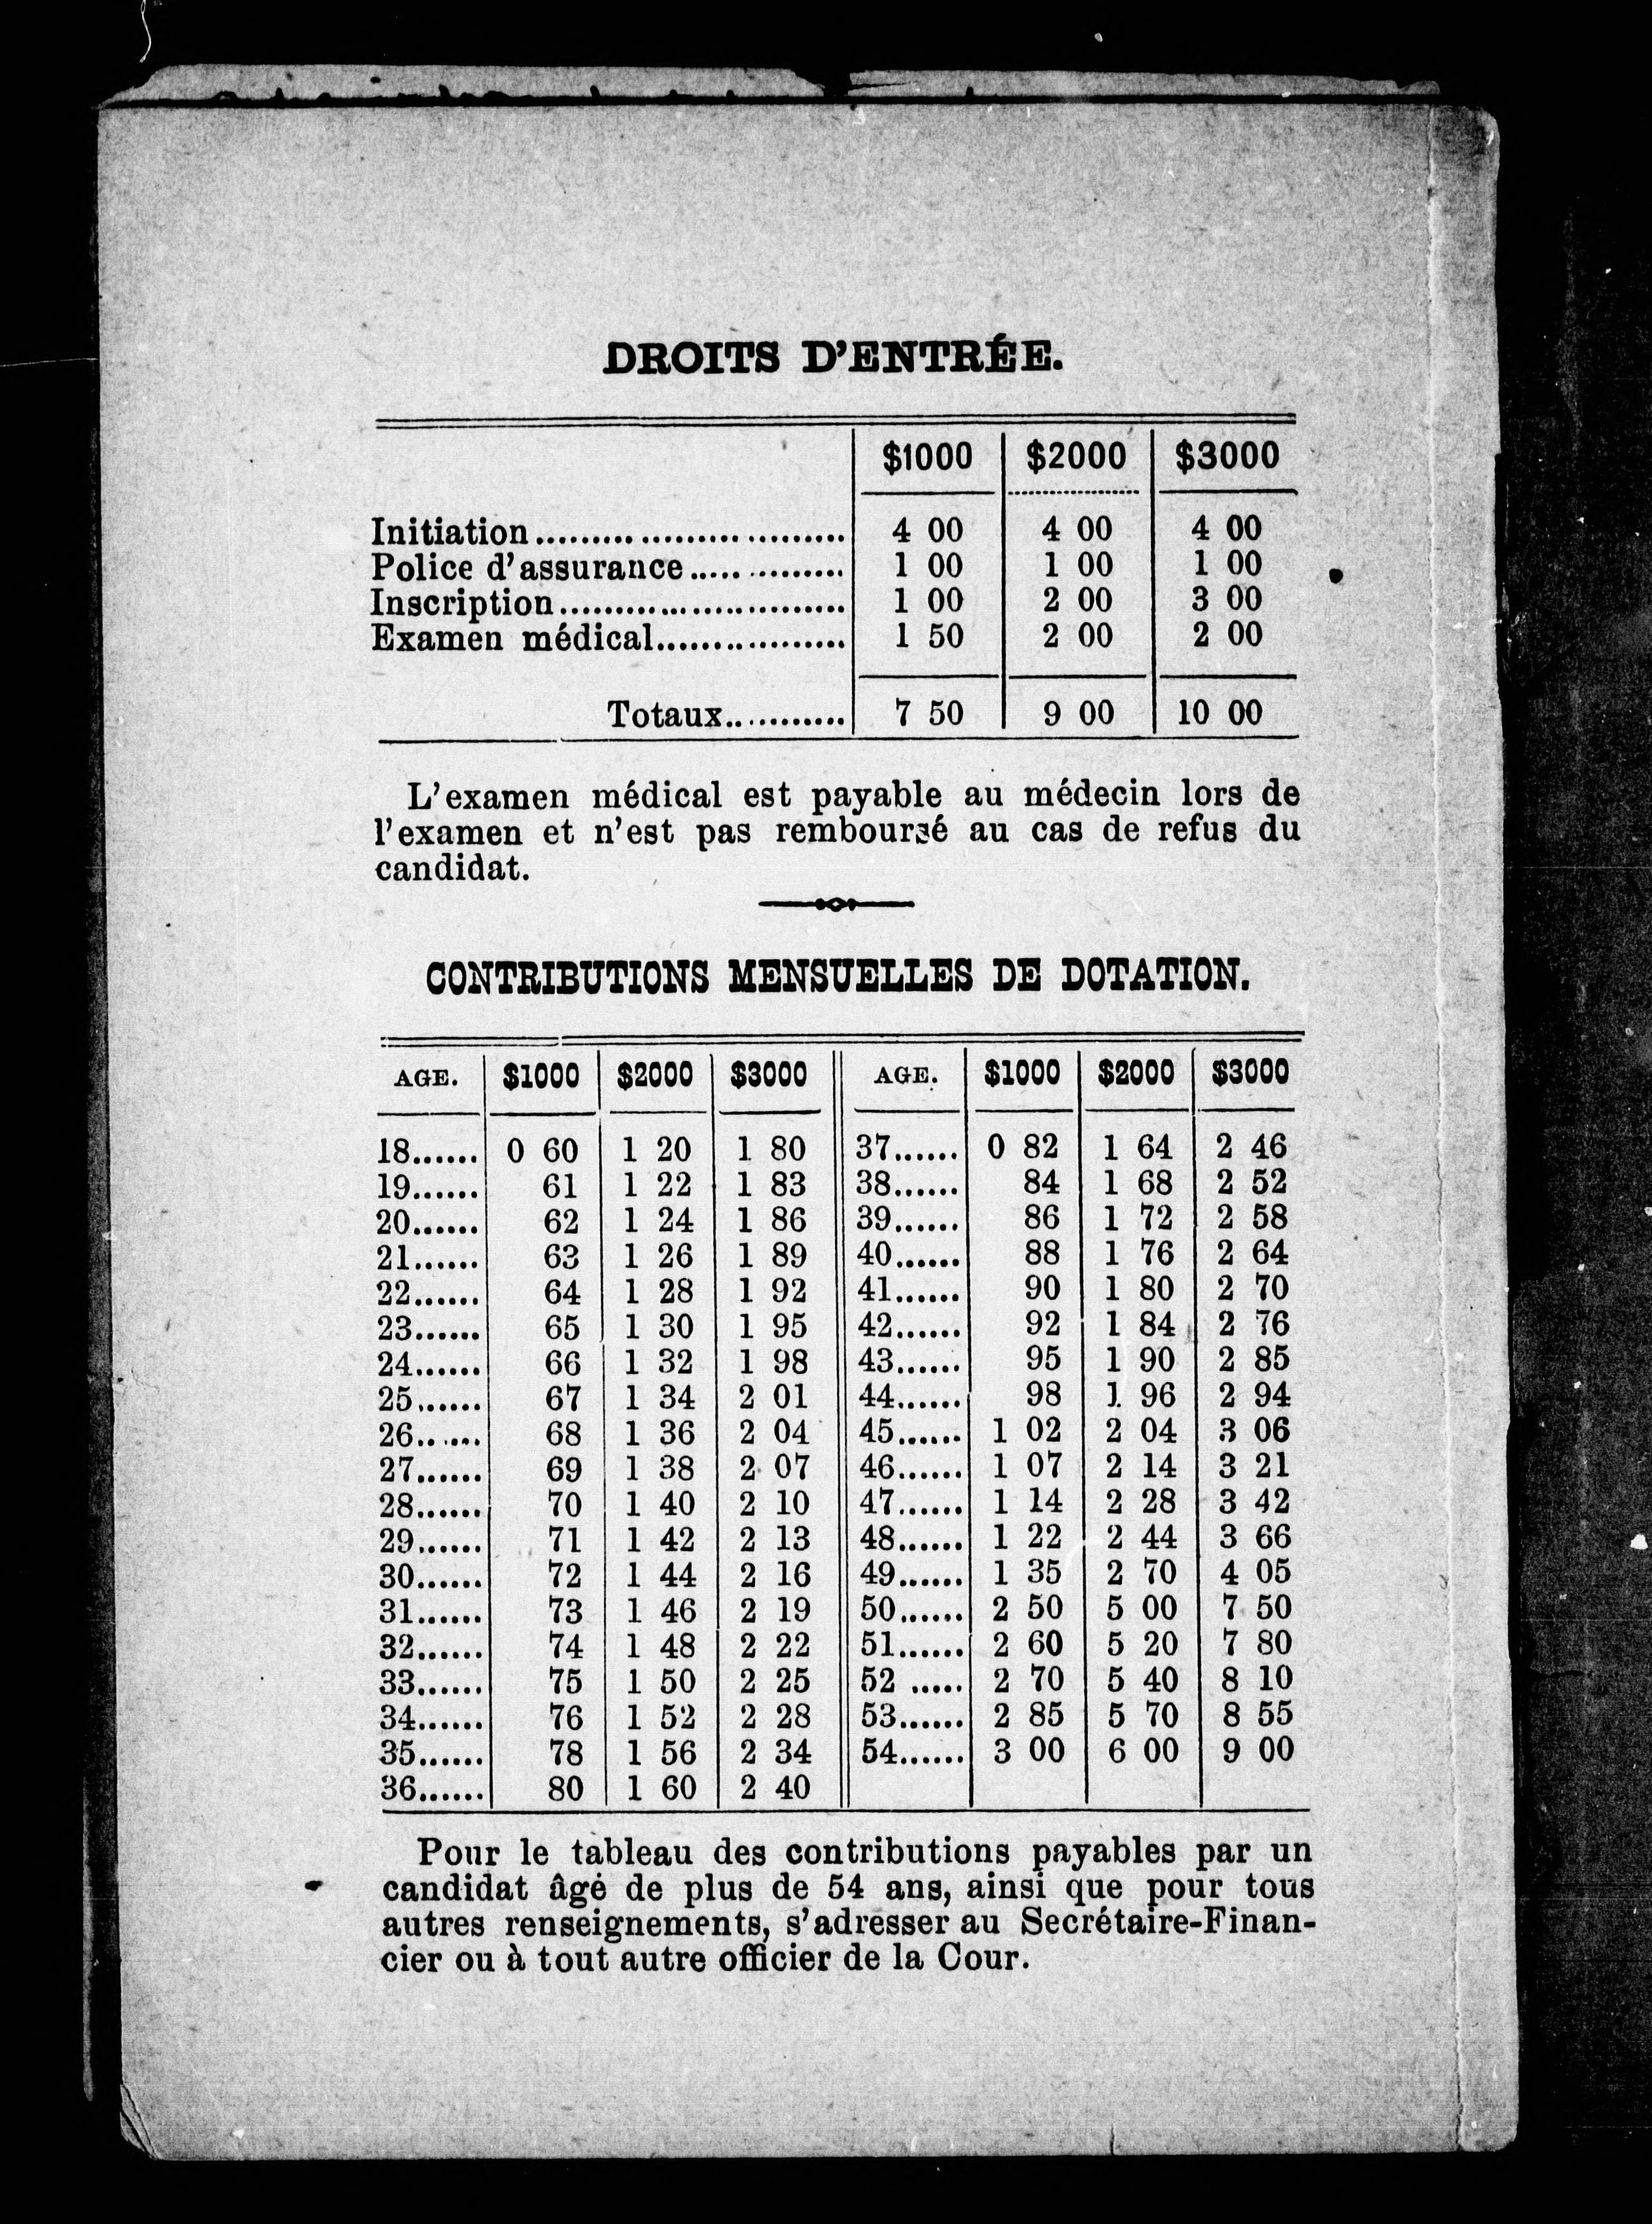 DROITS D'ENTRÉE.
$1000 $2000 $3000
Initiation.................................. 4 00 4 00 4 00
Police d'assurance................ 1 00 1 00 1 00
Inscription............................... 1 00 2 00 3 00
Examen médical.................... 1 50 2 00 2 00
Totaux............. 7 50 9 00 10 00
L'examen médical est payable au médecin lors de
l'examen et n'est pas remboursé au cas de refus du
candidat.
CONTRIBUTIONS MENSUELLES DE DOTATION.
AGE. $1000 $2000 $3000 AGE. $1000 $2000 $3000
18...... 0 60 1 20 1 80 37...... 0 82 1 64 2 46
19...... 61 1 22 1 83 38...... 84 1 68 2 52
20...... 62 1 24 1 86 39...... 86 1 72 2 58
21...... 63 1 26 1 89 40...... 88 1 76 2 64
22...... 64 1 28 1 92 41...... 90 1 80 2 70
23...... 65 1 30 1 95 42...... 92 1 84 2 76
24...... 66 1 32 1 98 43...... 95 1 90 2 85
25...... 67 1 34 2 01 44...... 98 1 96 2 94
26...... 68 1 36 2 04 45...... 1 02 2 04 3 06
27...... 69 1 38 2 07 46...... 1 07 2 14 3 21
28...... 70 1 40 2 10 47...... 1 14 2 28 3 42
29...... 71 1 42 2 13 48...... 1 22 2 44 3 66
30...... 72 1 44 2 16 49...... 1 35 2 70 4 05
31...... 73 1 46 2 19 50...... 2 50 5 00 7 50
32...... 74 1 48 2 22 51...... 2 60 5 20 7 80
33...... 75 1 50 2 25 52 ..... 2 70 5 40 8 10
34...... 76 1 52 2 28 53...... 2 85 5 70 8 55
35...... 78 1 56 2 34 54...... 3 00 6 00 9 00
36...... 80 1 60 2 40
Pour le tableau des contributions payables par un
candidat âgé de plus de 54 ans, ainsi que pour tous
autres renseignements, s'adresser au Secrétaire-Finan-
cier ou à tout autre officier de la Cour.